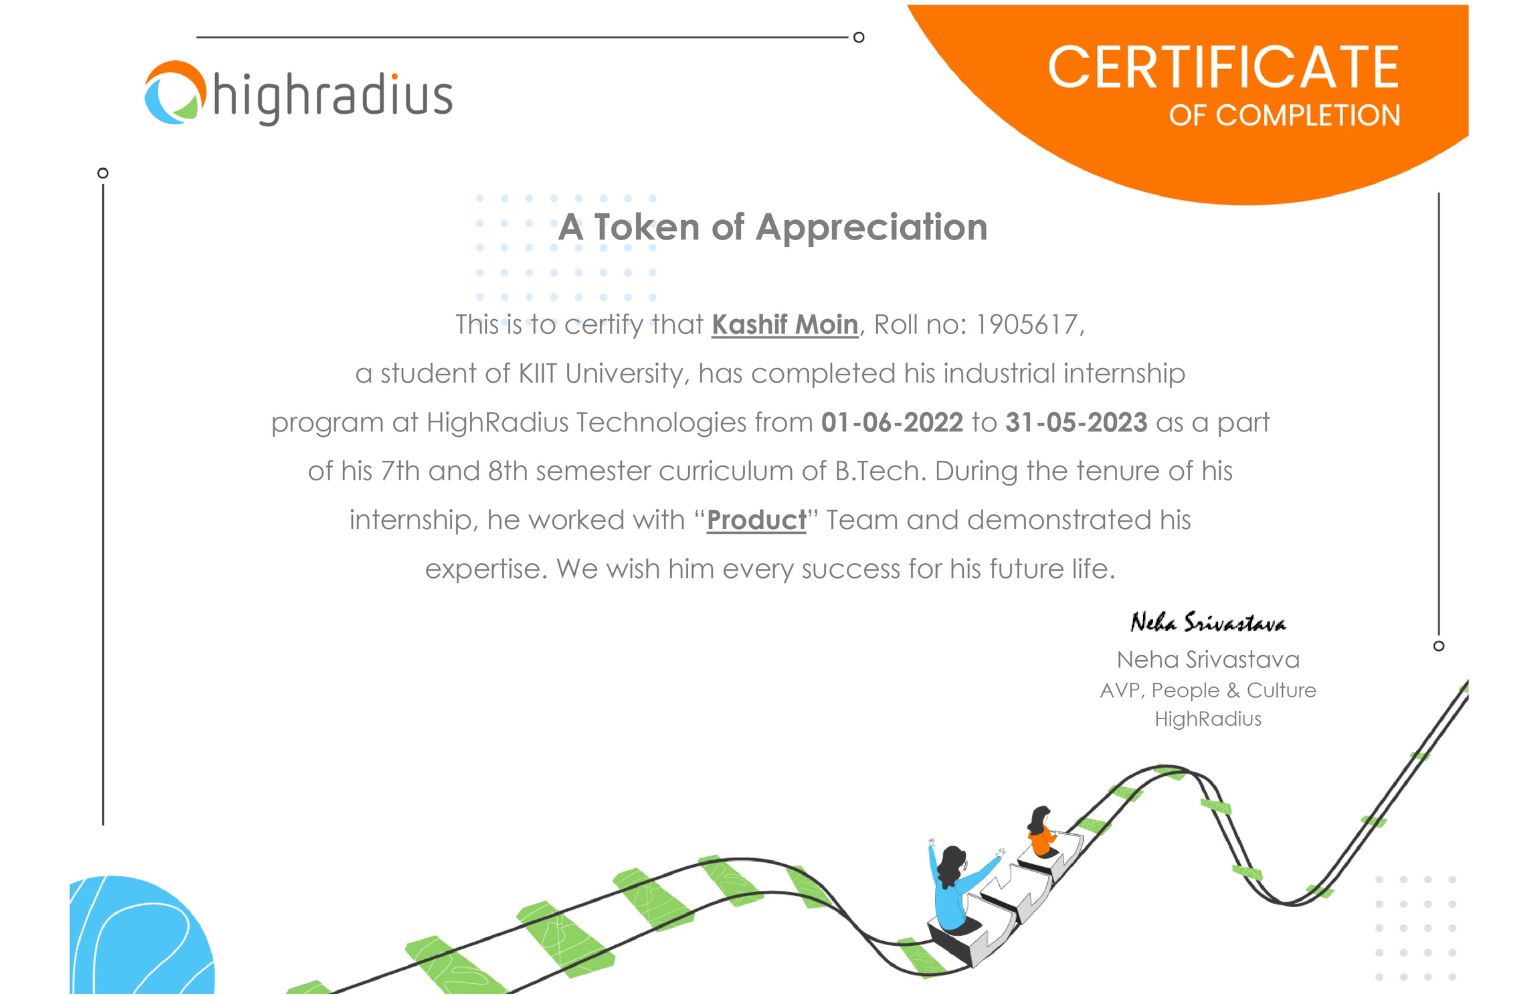 highradius
CERTIFICATE
OF COMPLETION
A Token of Appreciation
This is to certify that Kashif Moin, Roll no: 1905617,
a student of KIIT University, has completed his industrial internship
program at HighRadius Technologies from 01-06-2022 to 31-05-2023 as a part
of his 7th and 8th semester curriculum of B.Tech. During the tenure of his
internship, he worked with “Product” Team and demonstrated his
expertise. We wish him every success for his future life.
Neha Srivastava
Neha Srivastava
AVP, People & Culture
HighRadius